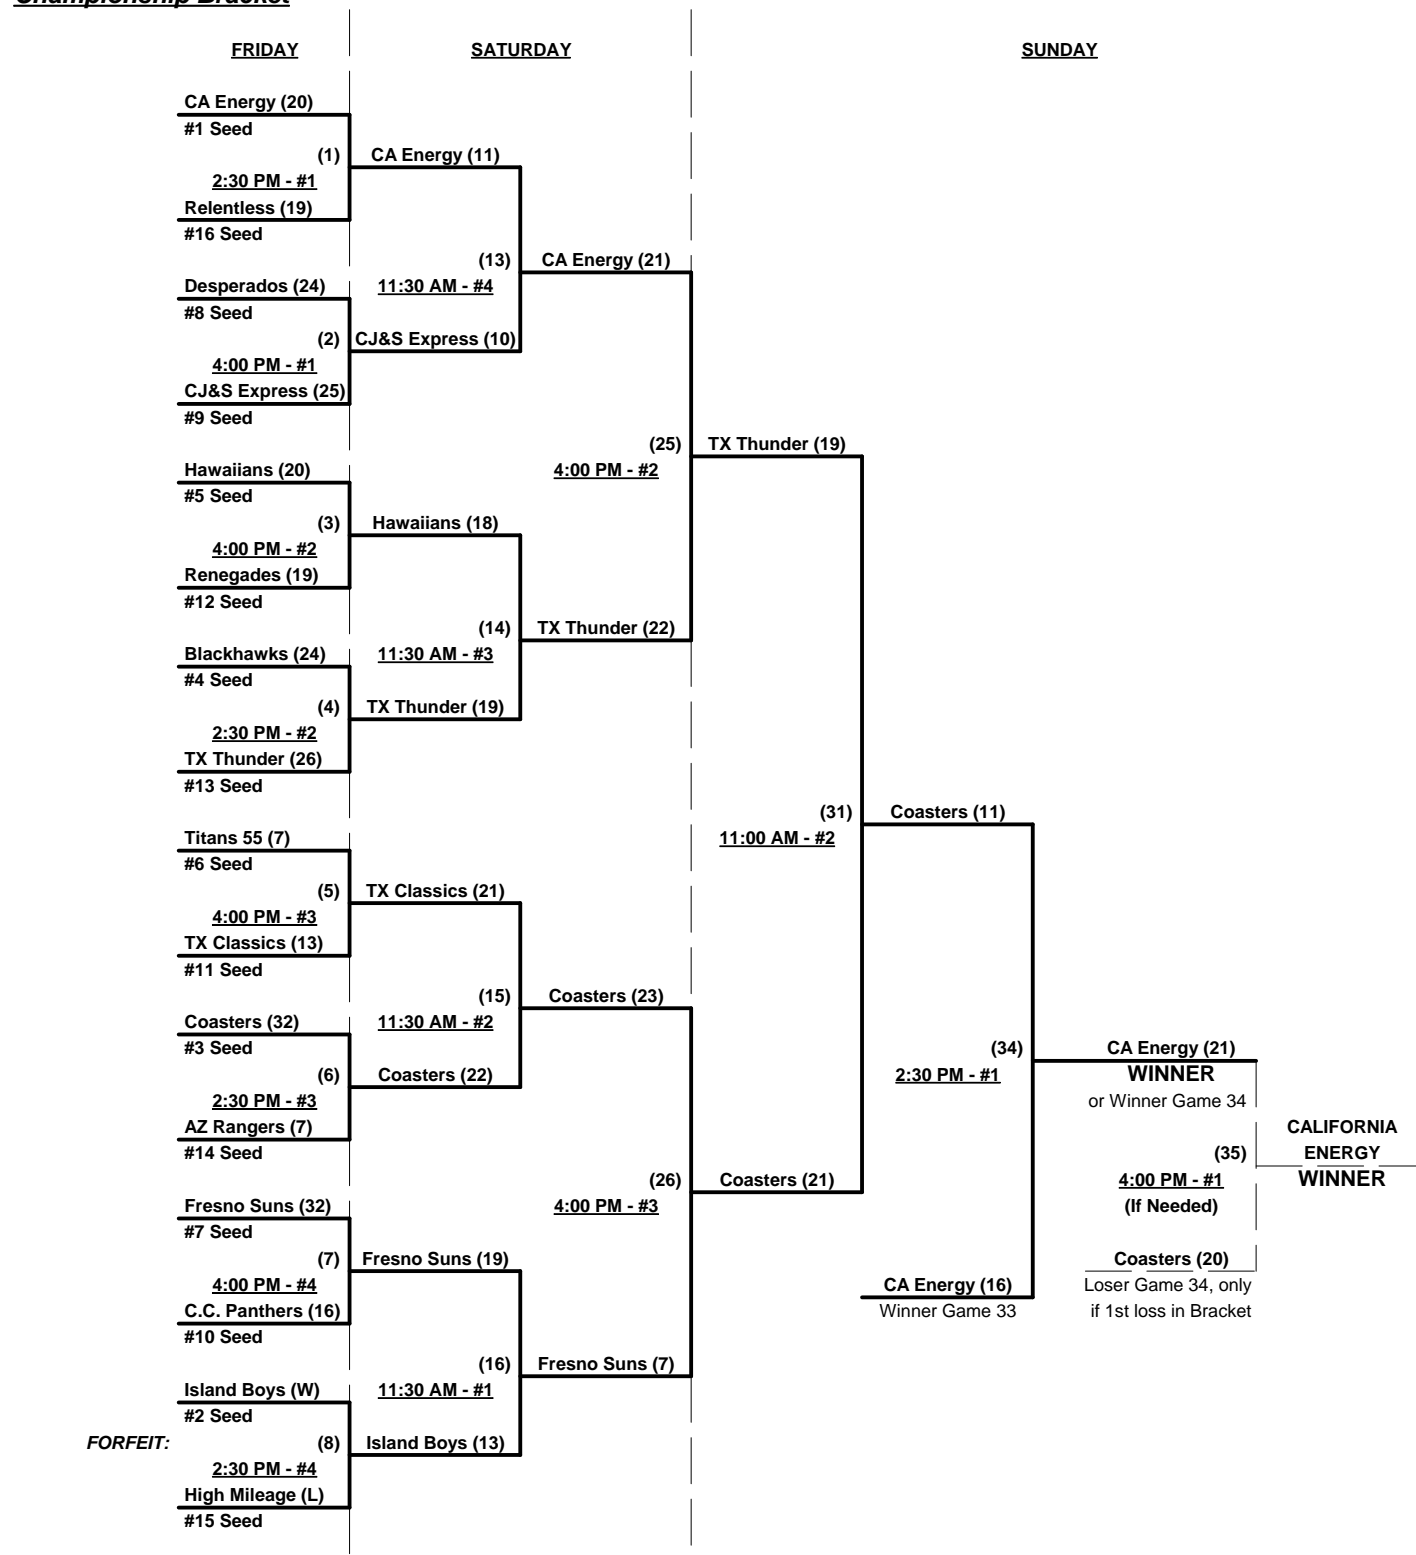 Championship Bracket
FRIDAY
SATURDAY
SUNDAY
CA Energy (20)
#1 Seed
(1)
CA Energy (11)
2:30 PM - #1
Relentless (19)
#16 Seed
(13)
CA Energy (21)
11:30 AM - #4
Desperados (24)
#8 Seed
(2)
CJ&S Express (10)
4:00 PM - #1
CJ&S Express (25)
#9 Seed
(25)
TX Thunder (19)
4:00 PM - #2
Hawaiians (20)
#5 Seed
(3)
Hawaiians (18)
4:00 PM - #2
Renegades (19)
#12 Seed
(14)
TX Thunder (22)
11:30 AM - #3
Blackhawks (24)
#4 Seed
(4)
TX Thunder (19)
2:30 PM - #2
TX Thunder (26)
#13 Seed
(31)
Coasters (11)
11:00 AM - #2
Titans 55 (7)
#6 Seed
(5)
TX Classics (21)
4:00 PM - #3
TX Classics (13)
#11 Seed
(15)
Coasters (23)
11:30 AM - #2
Coasters (32)
#3 Seed
(6)
Coasters (22)
2:30 PM - #3
AZ Rangers (7)
#14 Seed
(34)
CA Energy (21)
2:30 PM - #1
WINNER
or Winner Game 34
CALIFORNIA
(35)
ENERGY
4:00 PM - #1
WINNER
(If Needed)
(26)
Coasters (21)
4:00 PM - #3
Fresno Suns (32)
#7 Seed
(7)
Fresno Suns (19)
4:00 PM - #4
C.C. Panthers (16)
#10 Seed
Coasters (20)
CA Energy (16)
Loser Game 34, only
Winner Game 33
if 1st loss in Bracket
(16)
Fresno Suns (7)
11:30 AM - #1
Island Boys (W)
#2 Seed
FORFEIT:
(8)
Island Boys (13)
2:30 PM - #4
High Mileage (L)
#15 Seed